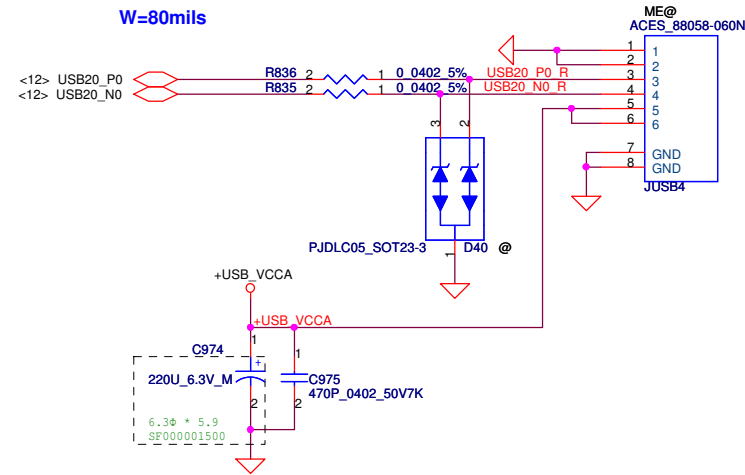 W=80mils
ME@
ACES_88058-060N
<12> USB20_P0 R836 2 1 0_0402_5% USB20_P0_R
<12> USB20_N0 R835 2 1 0_0402_5% USB20_N0_R
1 1
2 2
3 3
4 4
5 5
6 6
7 GND
8 GND
JUSB4
3 2
PJDLC05_SOT23-3 1 D40 @
+USB_VCCA
+USB_VCCA
C974 1 1
220U_6.3V_M + C975
470P_0402_50V7K
2 2
6.3Φ * 5.9
SF000001500